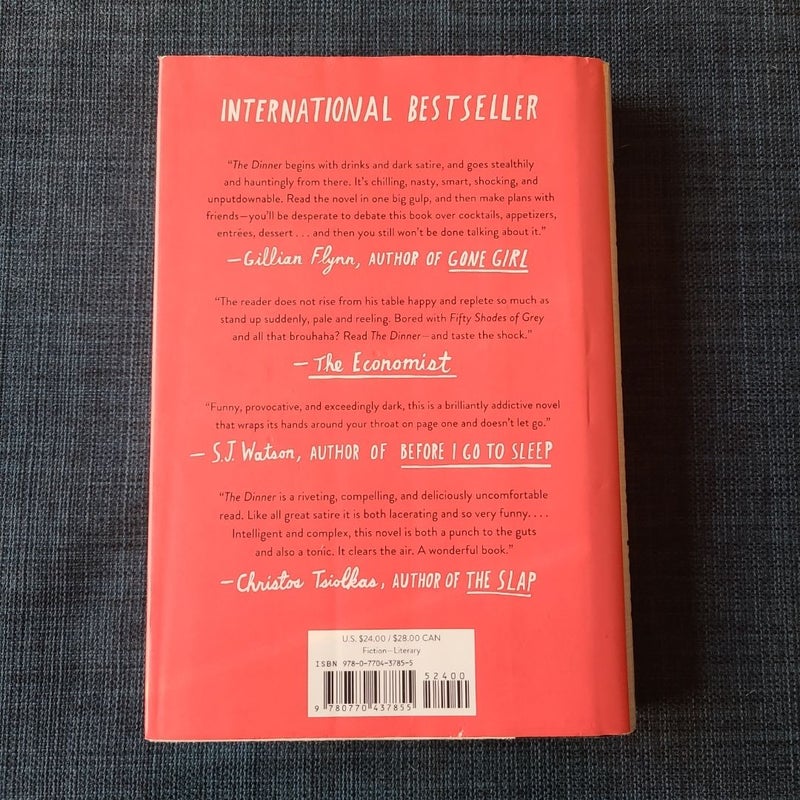 INTERNATIONAL BESTSELLER
“The Dinner begins with drinks and dark satire, and goes stealthily
and hauntingly from there. It’s chilling, nasty, smart, shocking, and
unputdownable. Read the novel in one big gulp, and then make plans with
friends—you’ll be desperate to debate this book over cocktails, appetizers,
entrées, dessert . . . and then you still won’t be done talking about it.”
—Gillian Flynn, AUTHOR OF GONE GIRL
“The reader does not rise from his table happy and replete so much as
stand up suddenly, pale and reeling. Bored with Fifty Shades of Grey
and all that brouhaha? Read The Dinner—and taste the shock.”
—The Economist
“Funny, provocative, and exceedingly dark, this is a brilliantly addictive novel
that wraps its hands around your throat on page one and doesn’t let go.”
—S.J. Watson, AUTHOR OF BEFORE I GO TO SLEEP
“The Dinner is a riveting, compelling, and deliciously uncomfortable
read. Like all great satire it is both lacerating and so very funny. . . .
Intelligent and complex, this novel is both a punch to the guts
and also a tonic. It clears the air. A wonderful book.”
—Christos Tsiolkas, AUTHOR OF THE SLAP
U.S. $24.00 / $28.00 CAN
Fiction—Literary
ISBN 978-0-7704-3785-5
52400
9 780770 437855